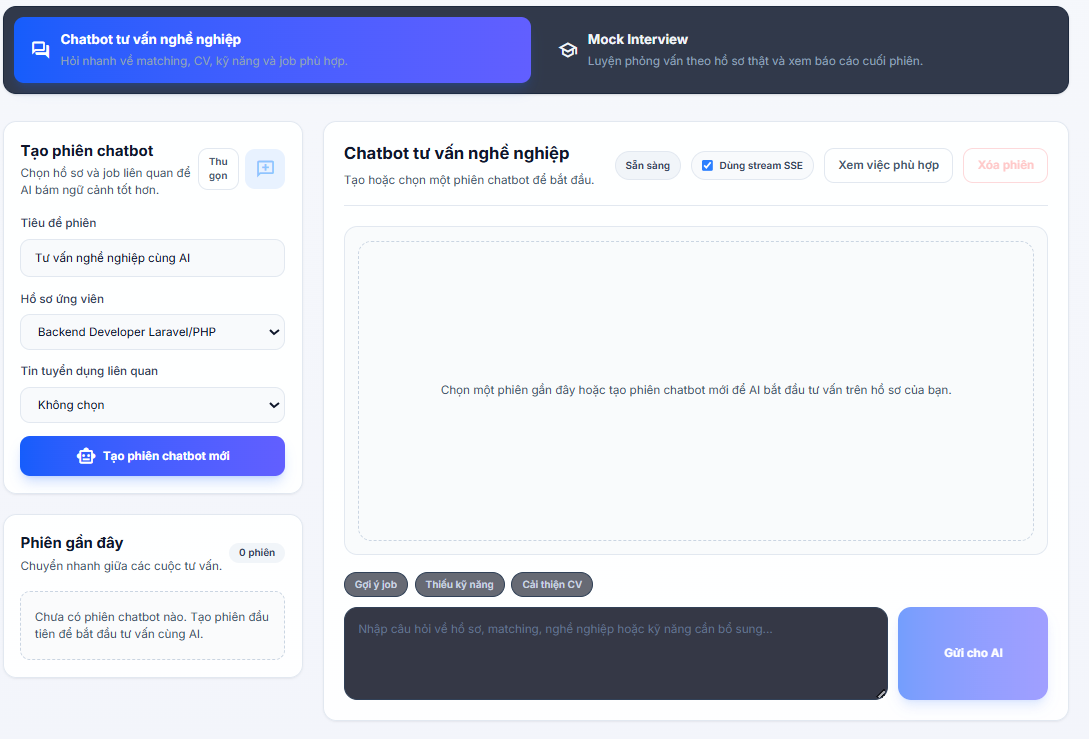 Chatbot tư vấn nghề nghiệp
Hỏi nhanh về matching, CV, kỹ năng và job phù hợp.
Mock Interview
Luyện phỏng vấn theo hồ sơ thật và xem báo cáo cuối phiên.
Tạo phiên chatbot
Chọn hồ sơ và job liên quan để
AI bám ngữ cảnh tốt hơn.
Thu
gọn
Tiêu đề phiên
Tư vấn nghề nghiệp cùng AI
Hồ sơ ứng viên
Backend Developer Laravel/PHP
Tin tuyển dụng liên quan
Không chọn
Tạo phiên chatbot mới
Phiên gần đây
Chuyển nhanh giữa các cuộc tư vấn.
0 phiên
Chưa có phiên chatbot nào. Tạo phiên đầu
tiên để bắt đầu tư vấn cùng AI.
Chatbot tư vấn nghề nghiệp
Tạo hoặc chọn một phiên chatbot để bắt đầu.
Sẵn sàng
Dùng stream SSE
Xem việc phù hợp
Xóa phiên
Chọn một phiên gần đây hoặc tạo phiên chatbot mới để AI bắt đầu tư vấn trên hồ sơ của bạn.
Gợi ý job
Thiếu kỹ năng
Cải thiện CV
Nhập câu hỏi về hồ sơ, matching, nghề nghiệp hoặc kỹ năng cần bổ sung...
Gửi cho AI